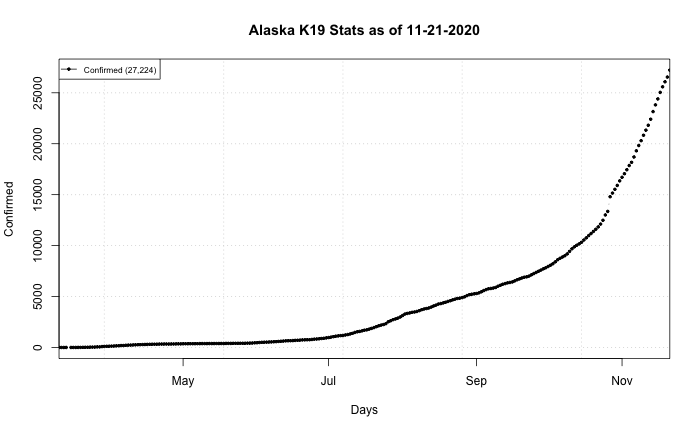 Alaska K19 Stats as of 11-21-2020
Confirmed (27,224)
25000
20000
15000
10000
5000
0
Confirmed
May
Jul
Sep
Nov
Days